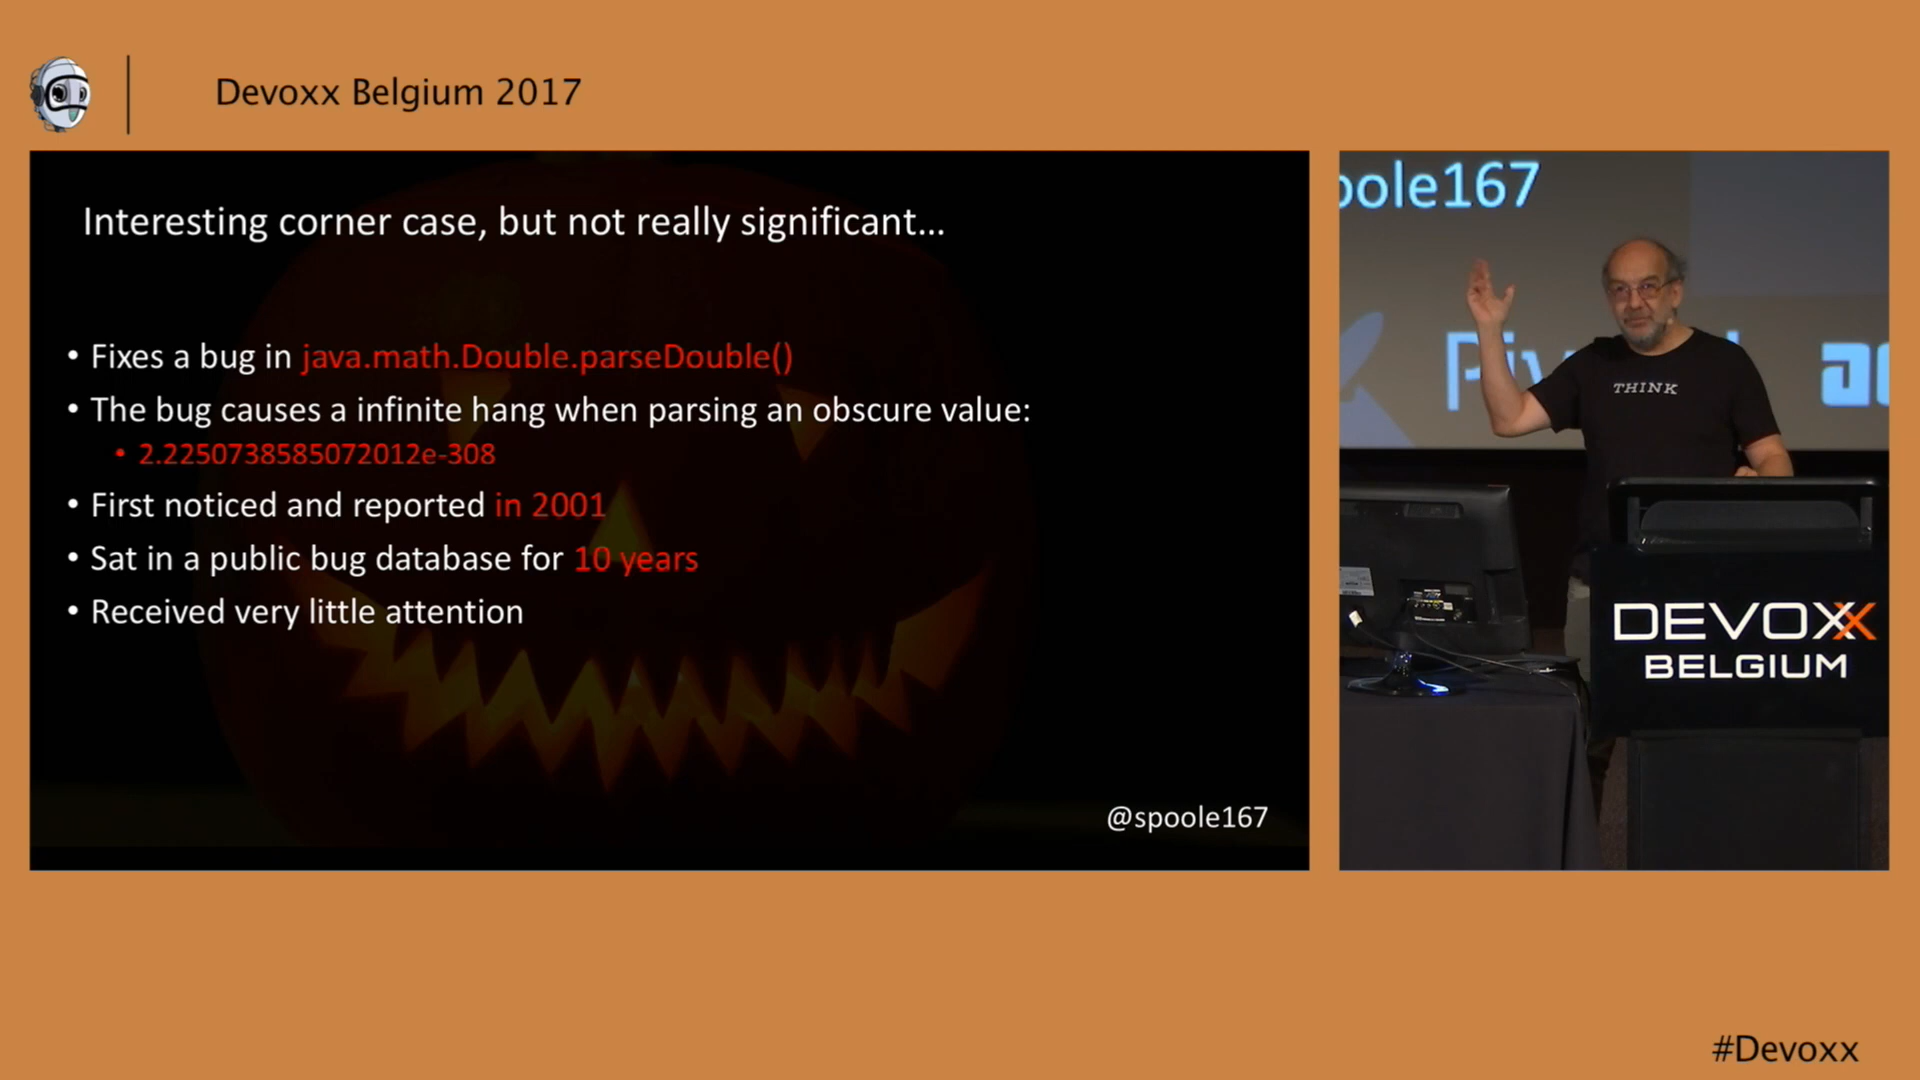 Devoxx Belgium 2017
Interesting corner case, but not really significant...
• Fixes a bug in java.math.Double.parseDouble()
• The bug causes a infinite hang when parsing an obscure value:
• 2.2250738585072012e-308
• First noticed and reported in 2001
• Sat in a public bug database for 10 years
• Received very little attention
@spoole167
poole167
THINK
DEVOXX
BELGIUM
#Devoxx